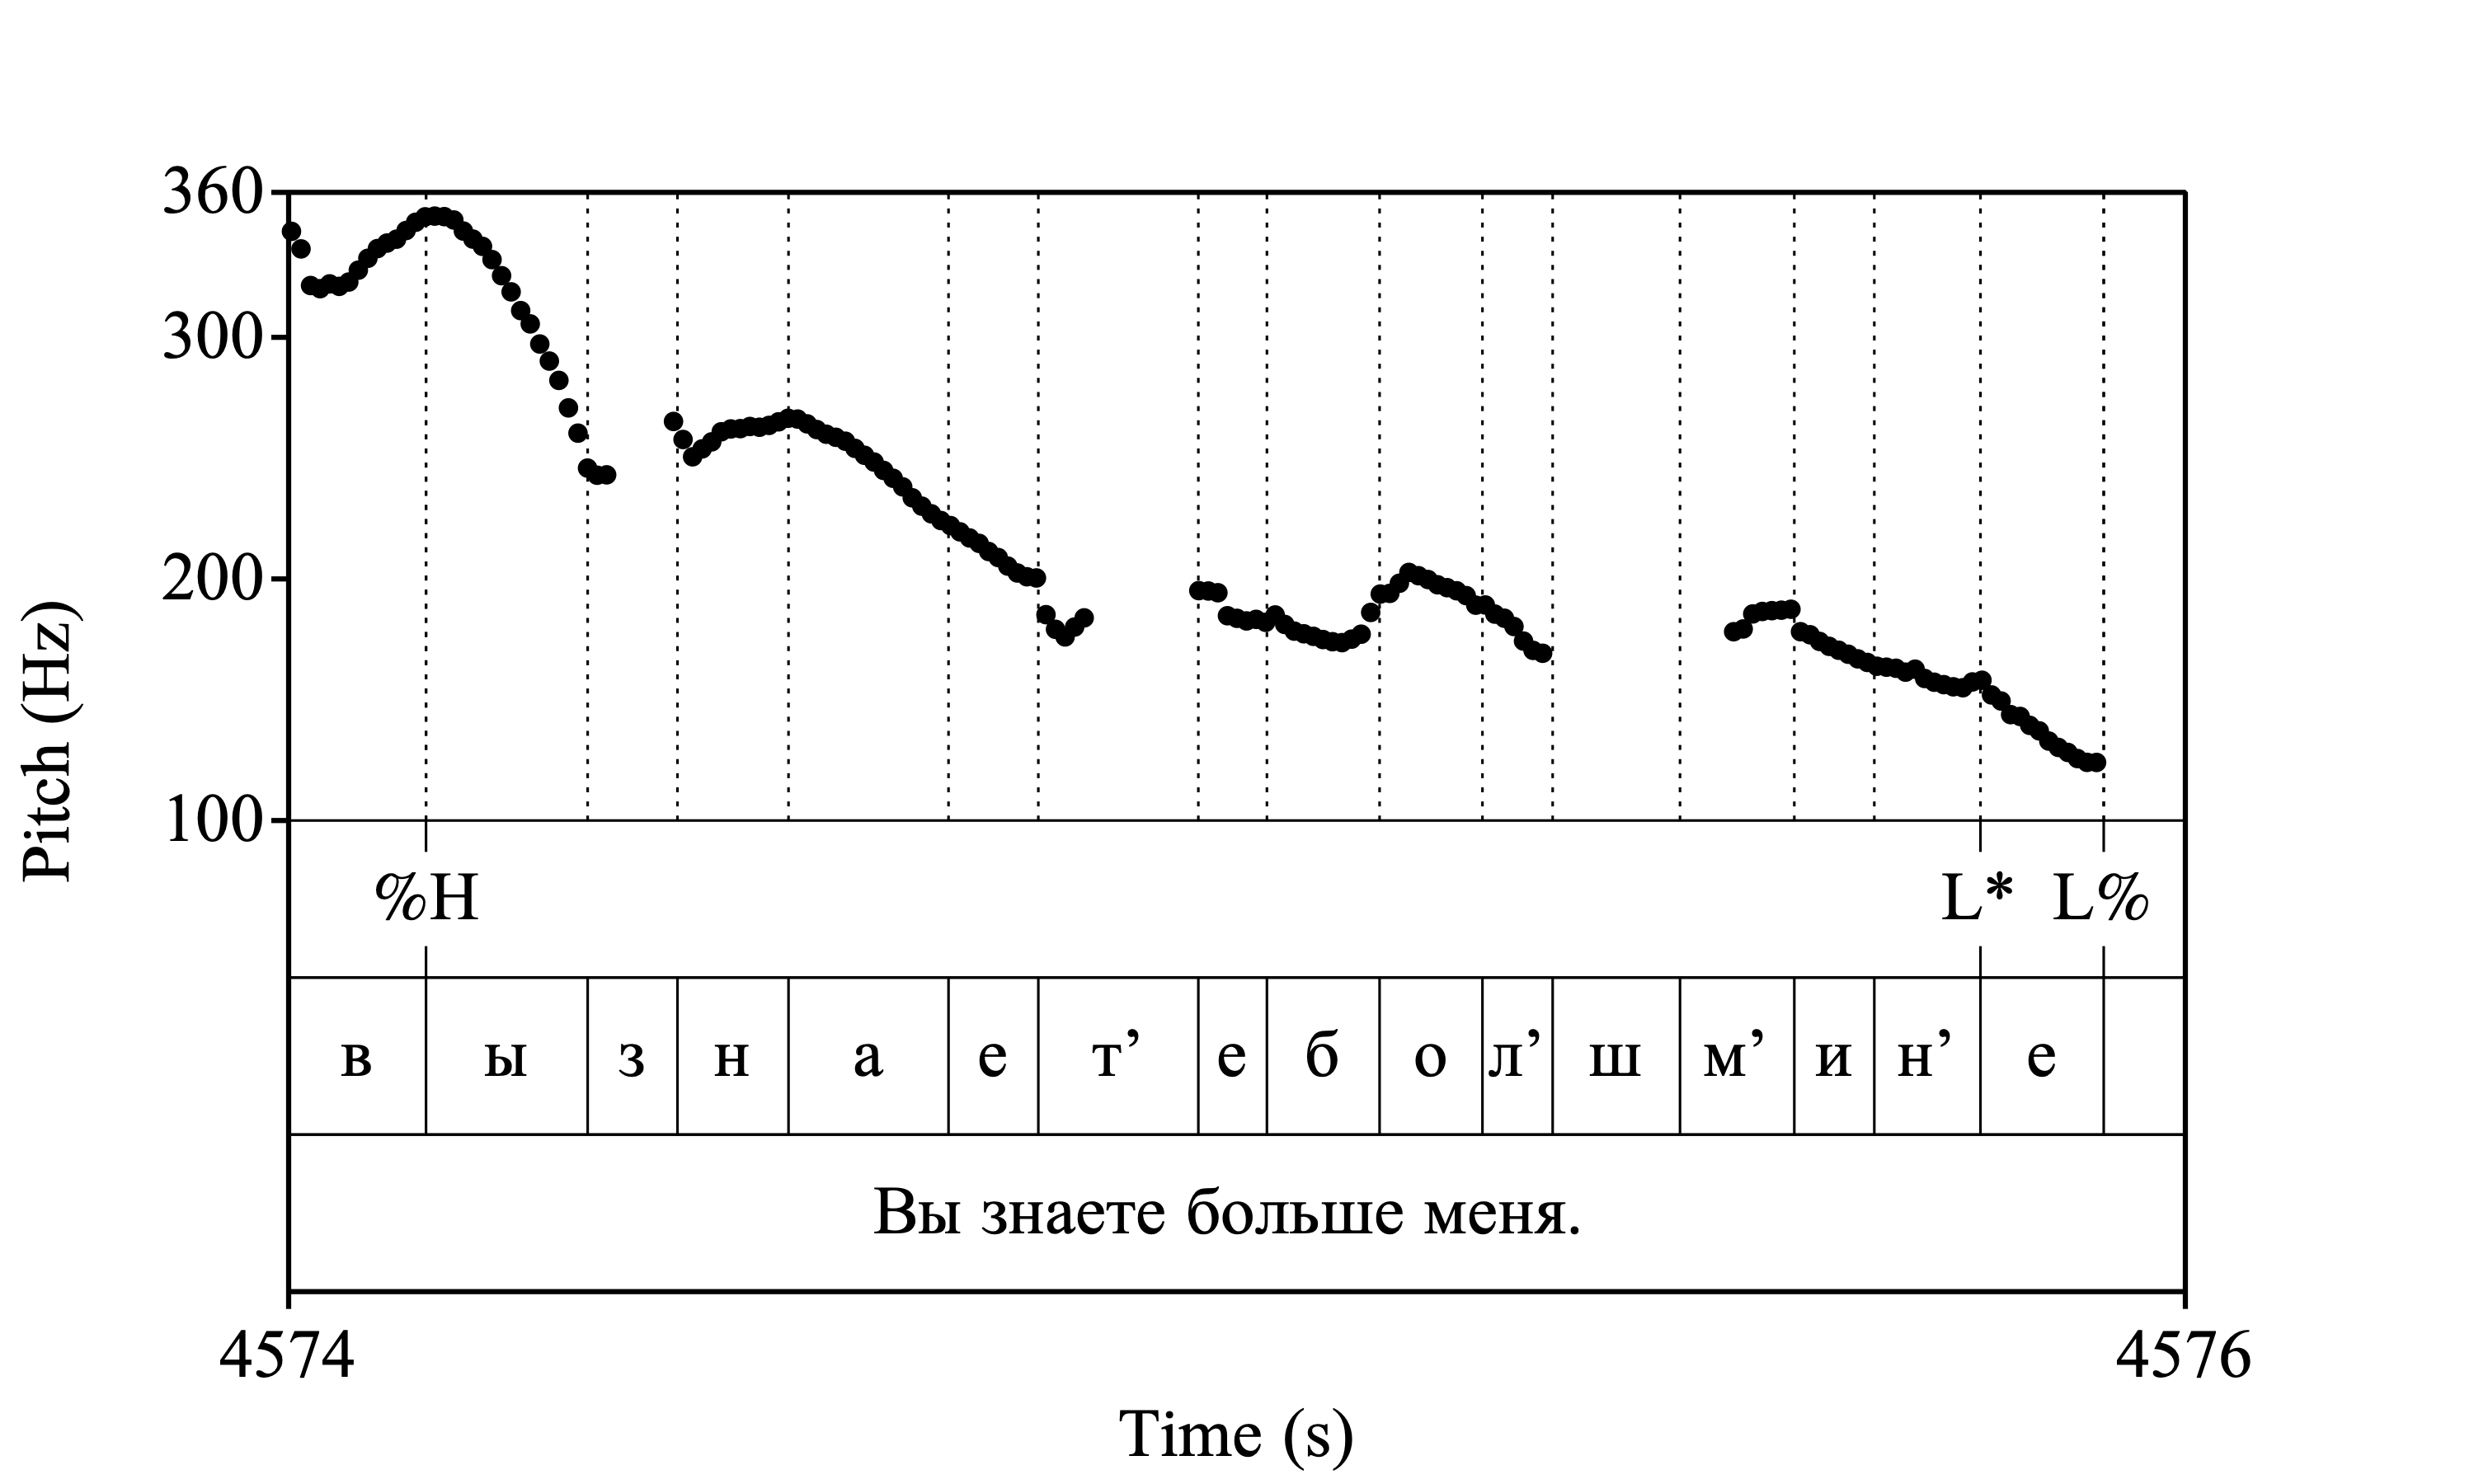 360
300
200
100
Pitch (Hz)
%H L* L%
в ы з н а е т’ е б о л’ ш м’ и н’ е
Вы знаете больше меня.
4574 4576
Time (s)